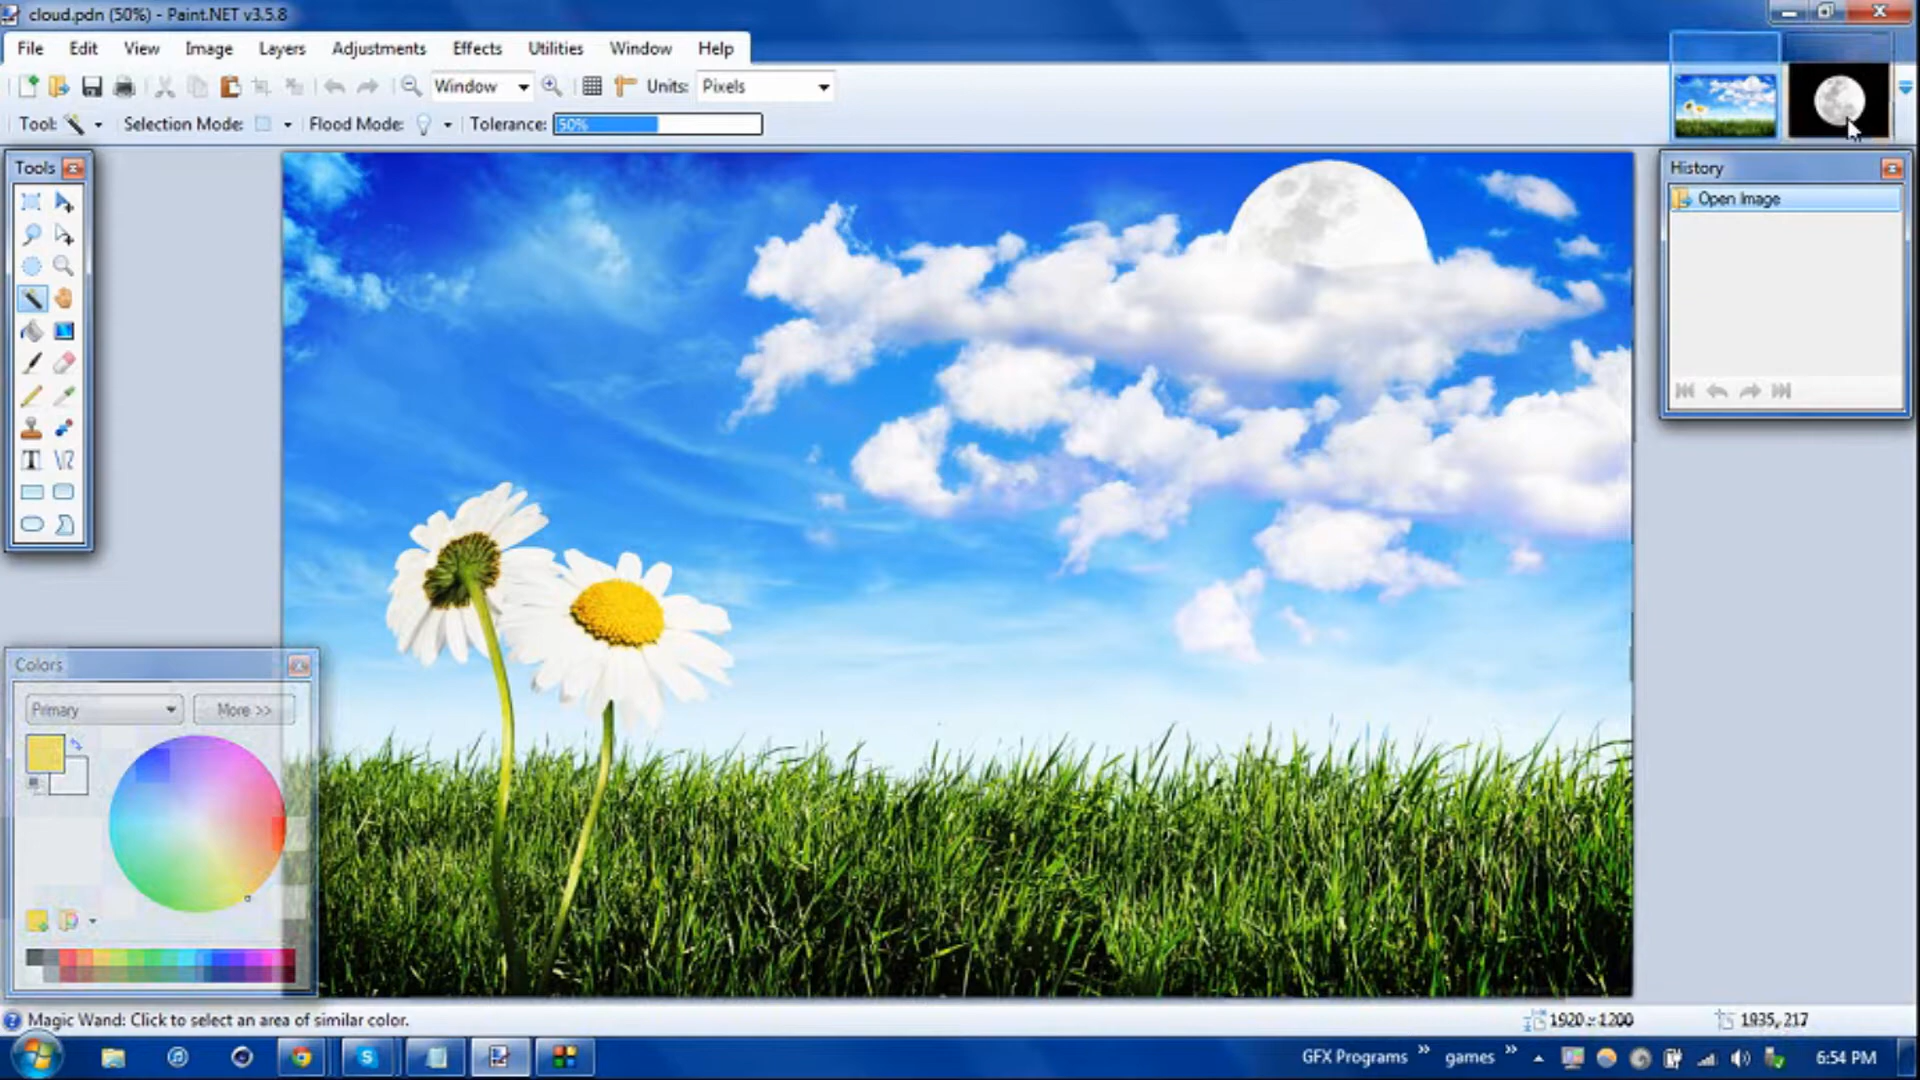 cloud.pdn (50%) - Paint.NET v3.5.8
File Edit View Image Layers Adjustments Effects Utilities Window Help
Window Units: Pixels
Tool: Selection Mode: Flood Mode: Tolerance: 50%
Tools
History
Open Image
Colors
Primary More >>
Magic Wand: Click to select an area of similar color.
1920 x 1200 1935, 217
GFX Programs » games » 6:54 PM